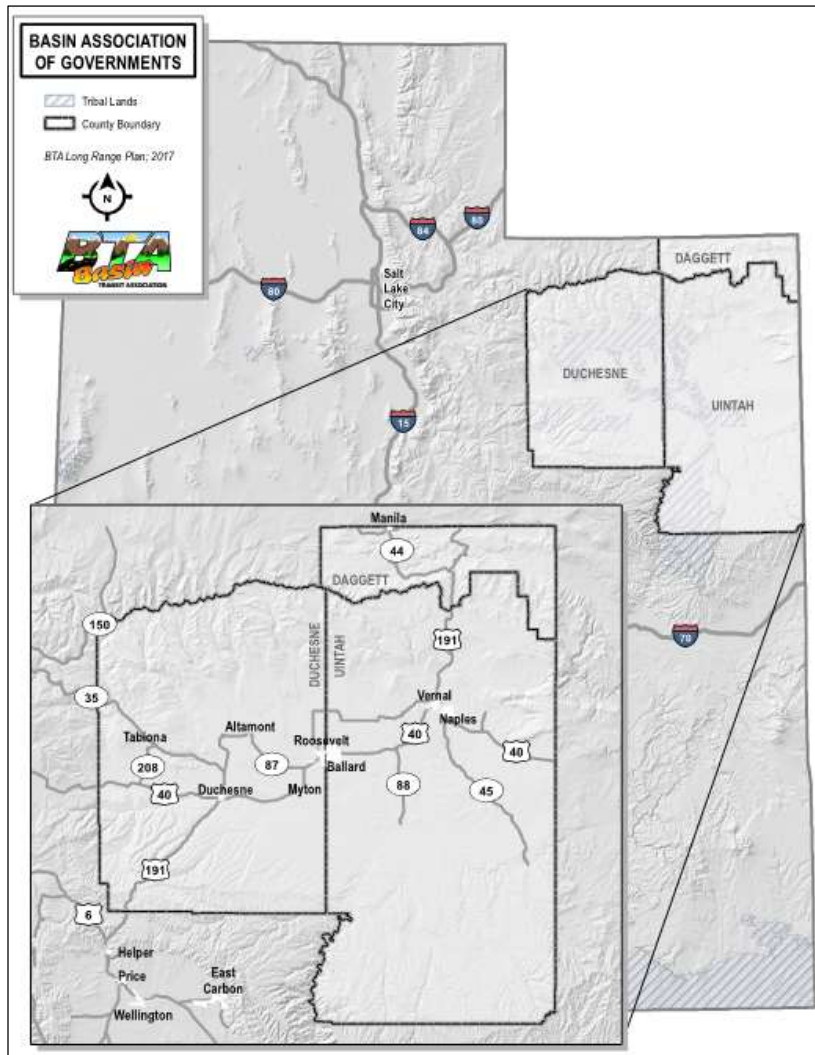 BASIN ASSOCIATION
OF GOVERNMENTS
Tribal Lands
County Boundary
BTA Long Range Plan; 2017
N
BTA
Basin
TRANSIT ASSOCIATION
84
80
80
Salt
Lake
City
15
DAGGETT
DUCHESNE
UINTAH
70
Manila
44
DAGGETT
150
DUCHESNE
UINTAH
191
35
Vernal
Naples
Tabiona
Altamont
Roosevelt
40
40
208
87
Ballard
88
45
40
Duchesne
Myton
191
6
Helper
Price
East
Carbon
Wellington